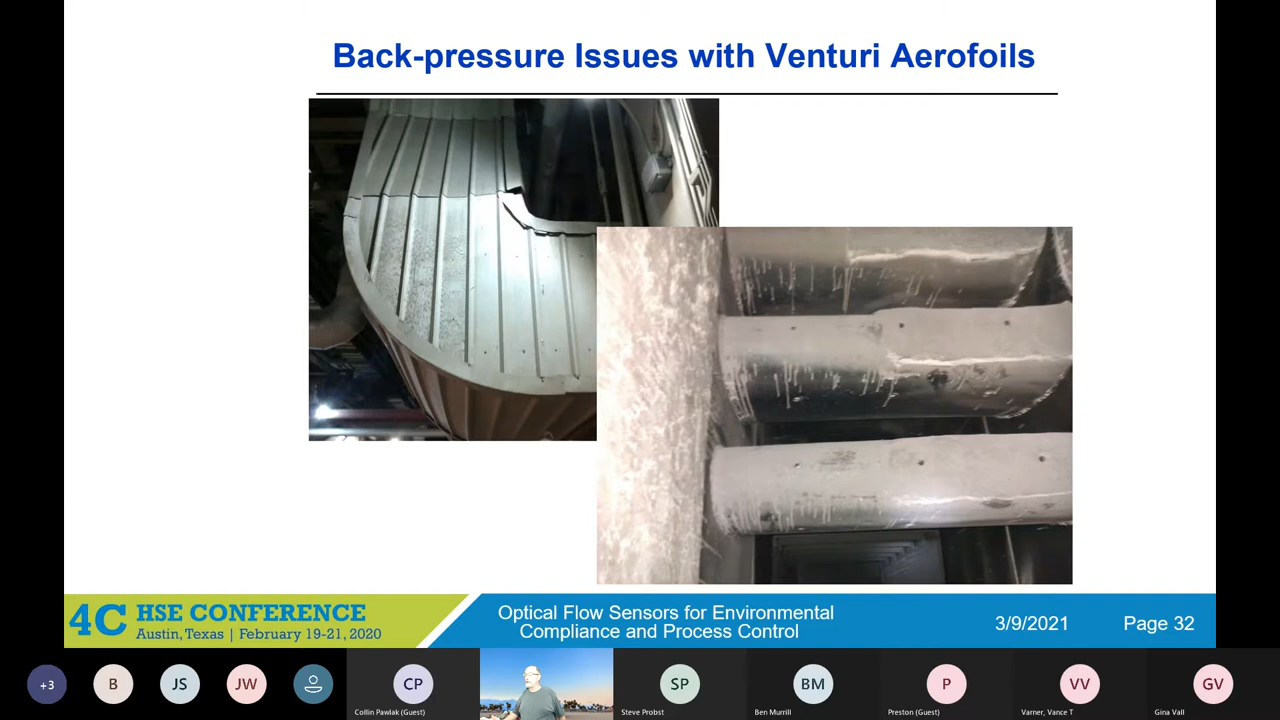 Back-pressure Issues with Venturi Aerofoils
4C HSE CONFERENCE
Austin, Texas | February 19-21, 2020
Optical Flow Sensors for Environmental
Compliance and Process Control
3/9/2021
Page 32
+3
B
JS
JW
CP
SP
BM
P
VV
GV
Collin Pawlak (Guest)
Steve Probst
Ben Murrill
Preston (Guest)
Varner, Vance T
Gina Vall